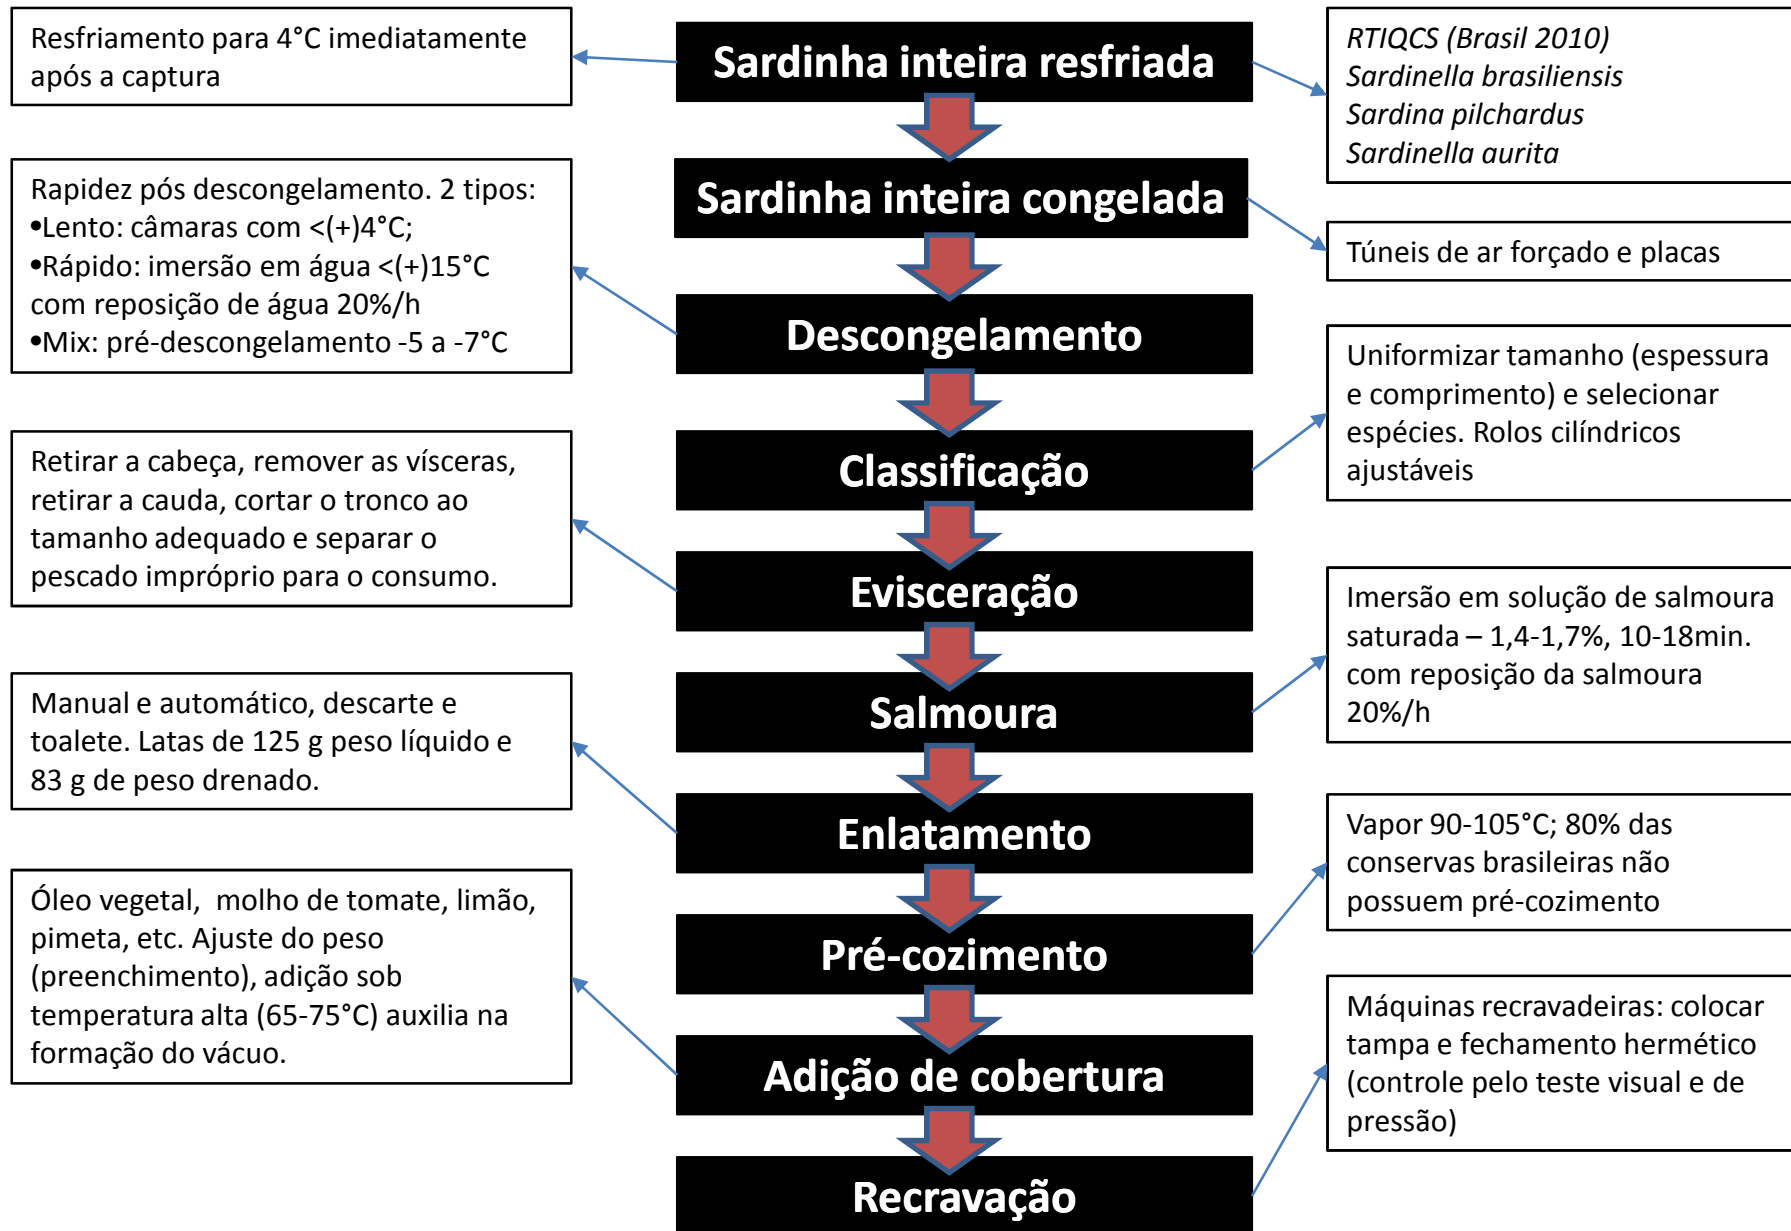 Resfriamento para 4°C imediatamente
após a captura
Sardinha inteira resfriada
RTIQCS (Brasil 2010)
Sardinella brasiliensis
Sardina pilchardus
Sardinella aurita
Rapidez pós descongelamento. 2 tipos:
•Lento: câmaras com <(+)4°C;
•Rápido: imersão em água <(+)15°C
com reposição de água 20%/h
•Mix: pré-descongelamento -5 a -7°C
Sardinha inteira congelada
Túneis de ar forçado e placas
Descongelamento
Uniformizar tamanho (espessura
e comprimento) e selecionar
espécies. Rolos cilíndricos
ajustáveis
Classificação
Retirar a cabeça, remover as vísceras,
retirar a cauda, cortar o tronco ao
tamanho adequado e separar o
pescado impróprio para o consumo.
Evisceração
Imersão em solução de salmoura
saturada – 1,4-1,7%, 10-18min.
com reposição da salmoura
20%/h
Salmoura
Manual e automático, descarte e
toalete. Latas de 125 g peso líquido e
83 g de peso drenado.
Enlatamento
Vapor 90-105°C; 80% das
conservas brasileiras não
possuem pré-cozimento
Pré-cozimento
Óleo vegetal,  molho de tomate, limão,
pimeta, etc. Ajuste do peso
(preenchimento), adição sob
temperatura alta (65-75°C) auxilia na
formação do vácuo.
Adição de cobertura
Máquinas recravadeiras: colocar
tampa e fechamento hermético
(controle pelo teste visual e de
pressão)
Recravação